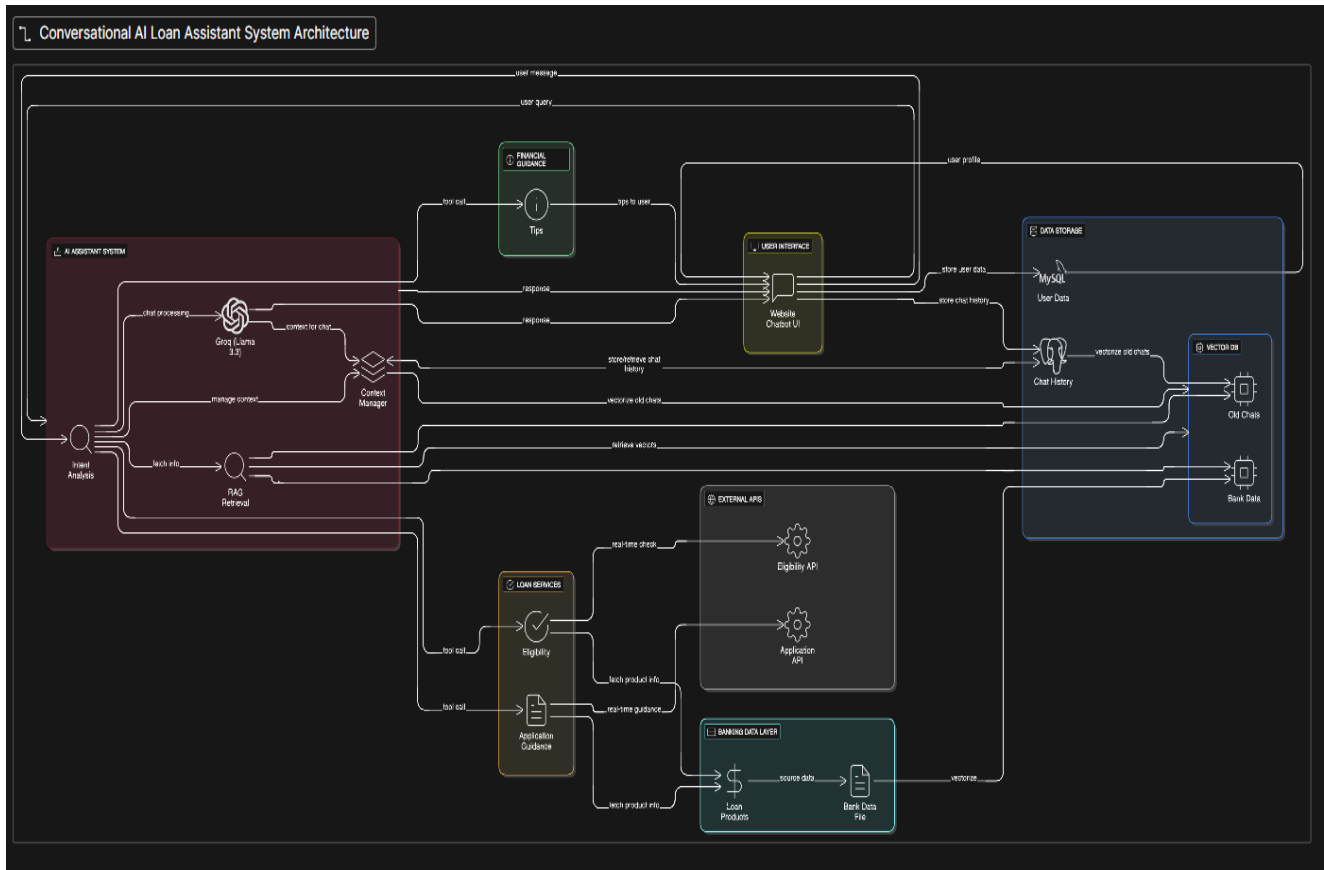 Conversational AI Loan Assistant System Architecture
user message
user query
FINANCIAL
GUIDANCE
user profile
tool call
tips to user
Tips
DATA STORAGE
USER INTERFACE
AI ASSISTANT SYSTEM
store user data
MySQL
User Data
response
store chat history
Website
Chatbot UI
chat processing
response
context for chat
Groq (Llama
3.3)
VECTOR DB
vectorize old chats
store/retrieve chat
history
Chat History
Context
Manager
manage context
vectorize old chats
Old Chats
retrieve vectors
Intent
Analysis
fetch info
RAG
Retrieval
Bank Data
EXTERNAL APIS
real-time check
Eligibility API
LOAN SERVICES
tool call
Eligibility
Application
API
fetch product info
tool call
real-time guidance
Application
Guidance
BANKING DATA LAYER
source data
vectorize
Loan
Products
Bank Data
File
fetch product info